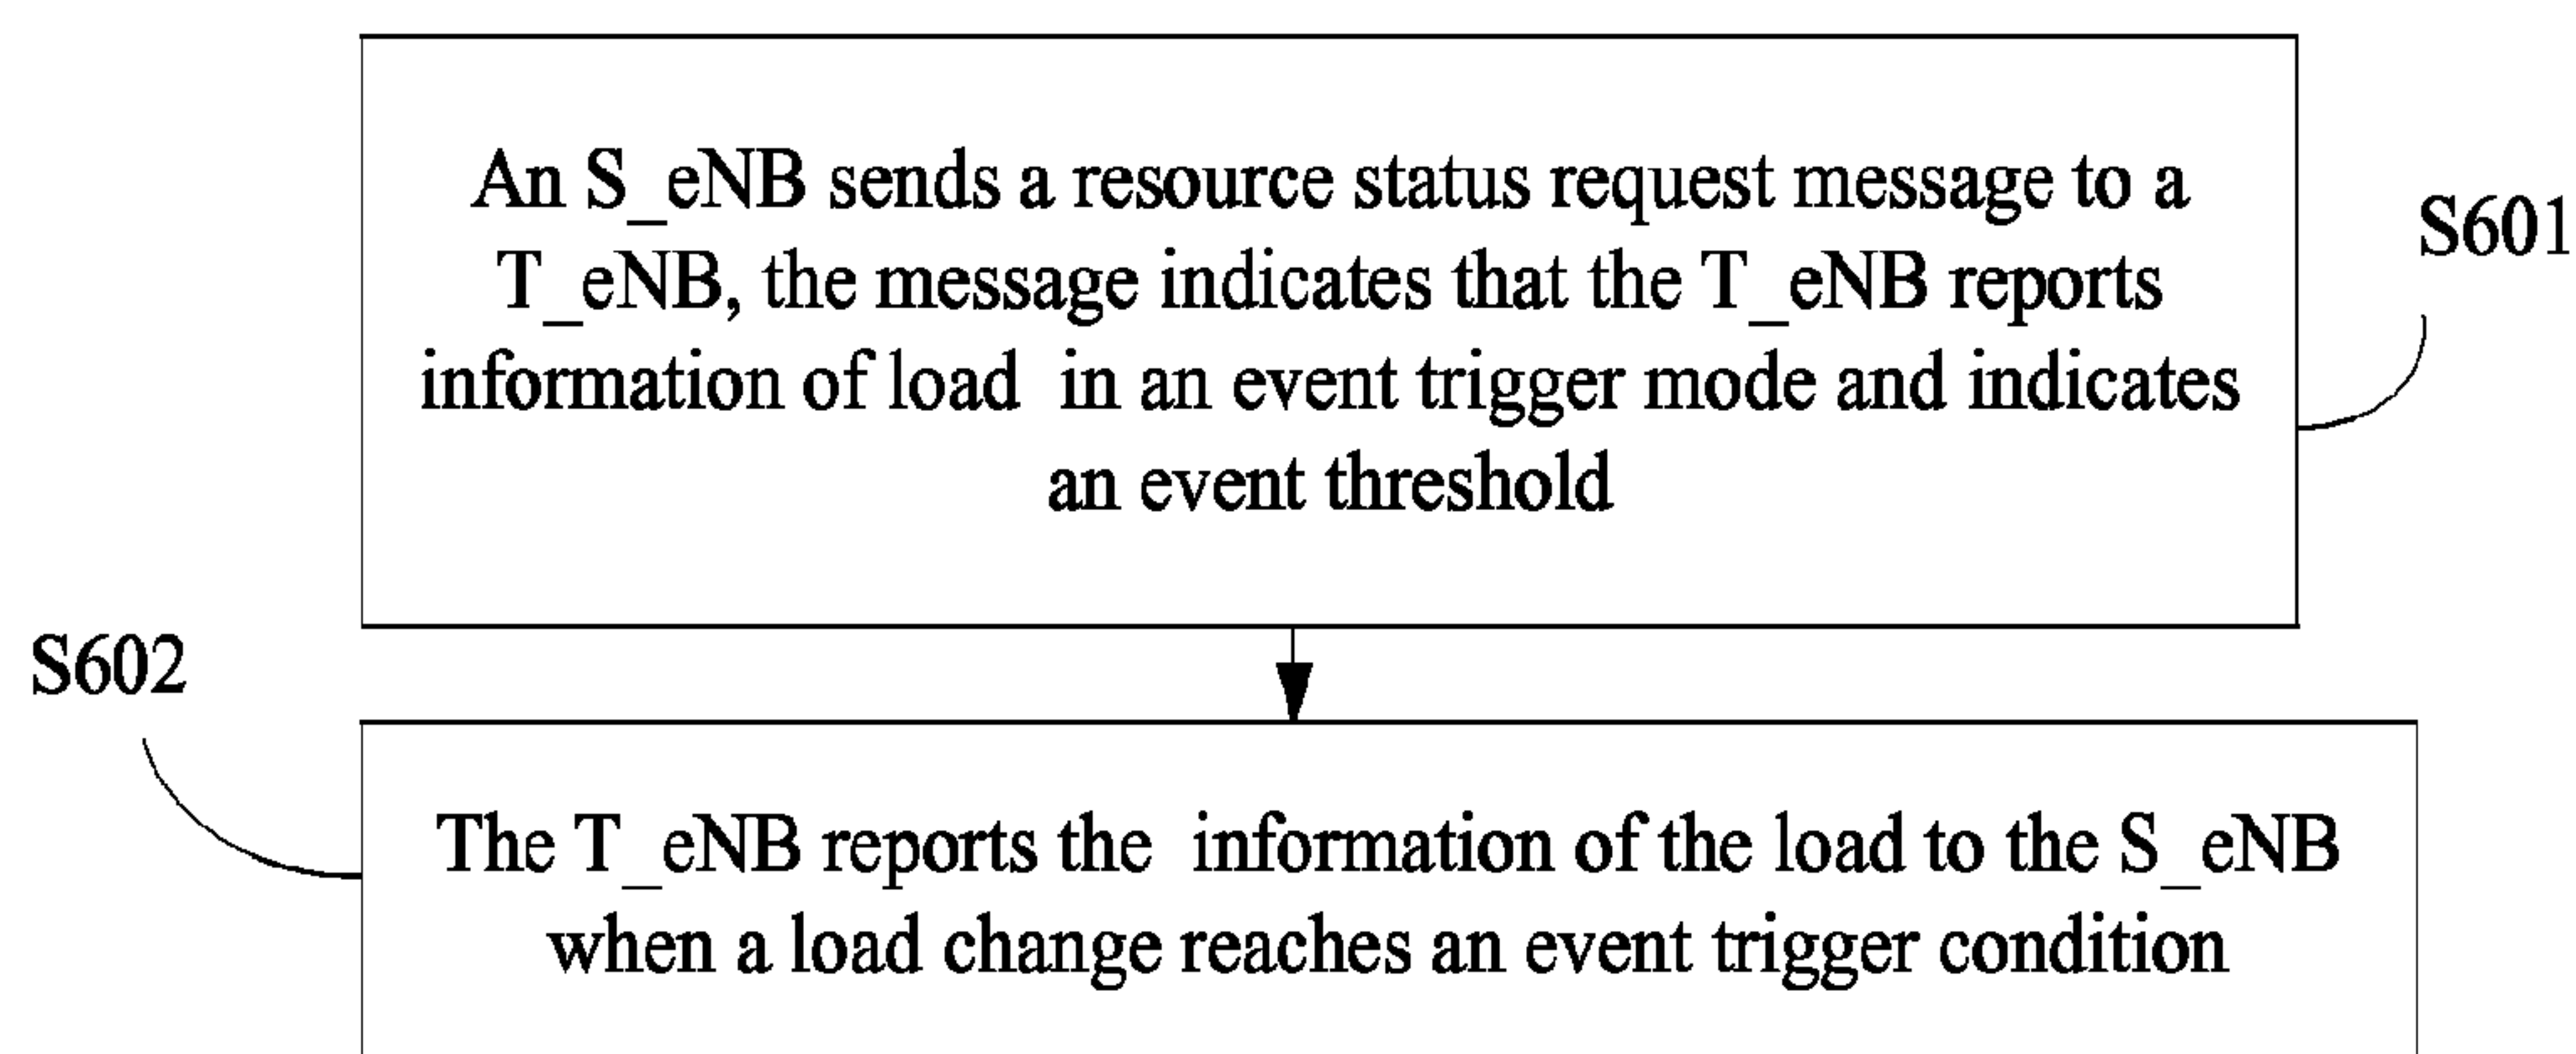 An S_eNB sends a resource status request message to a
T_eNB, the message indicates that the T_eNB reports
information of load in an event trigger mode and indicates
an event threshold
S601
S602
The T_eNB reports the information of the load to the S_eNB
when a load change reaches an event trigger condition